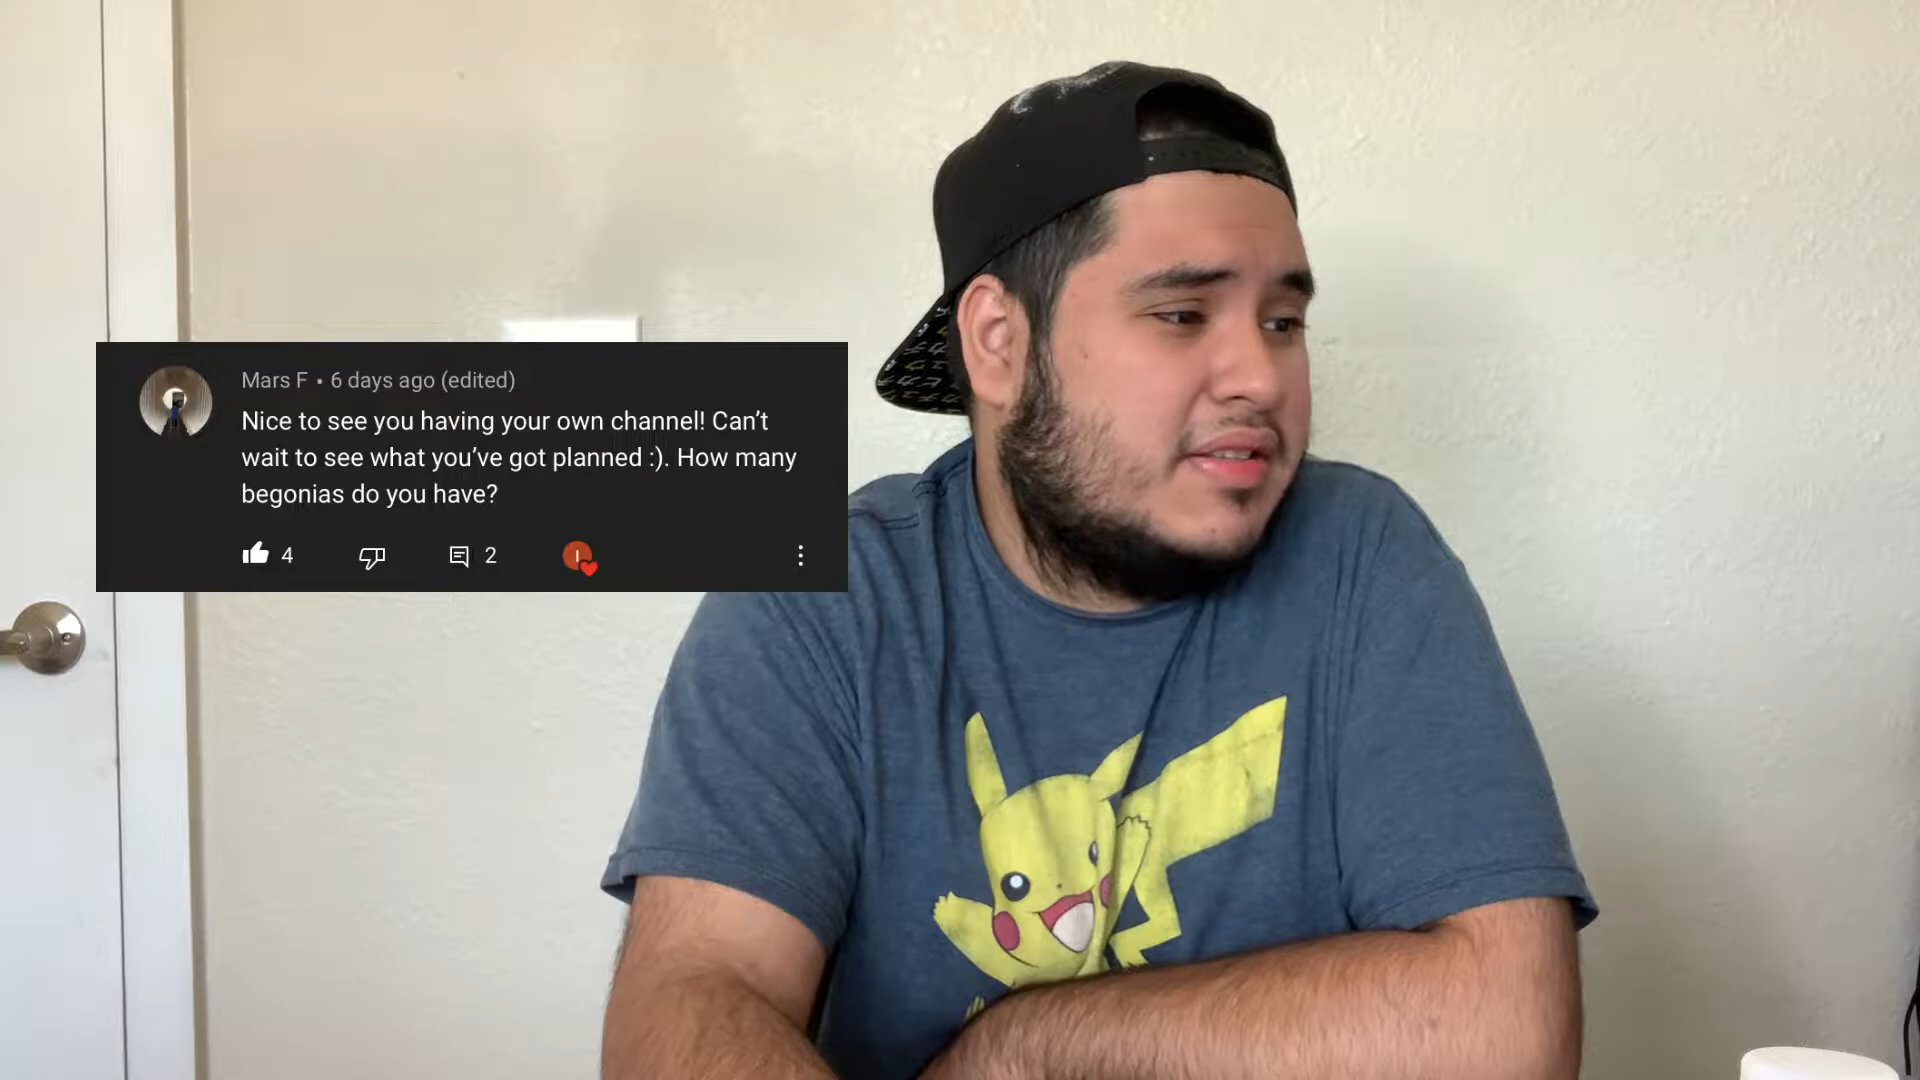 Mars F • 6 days ago (edited)
Nice to see you having your own channel! Can’t
wait to see what you’ve got planned :). How many
begonias do you have?
4
2
I